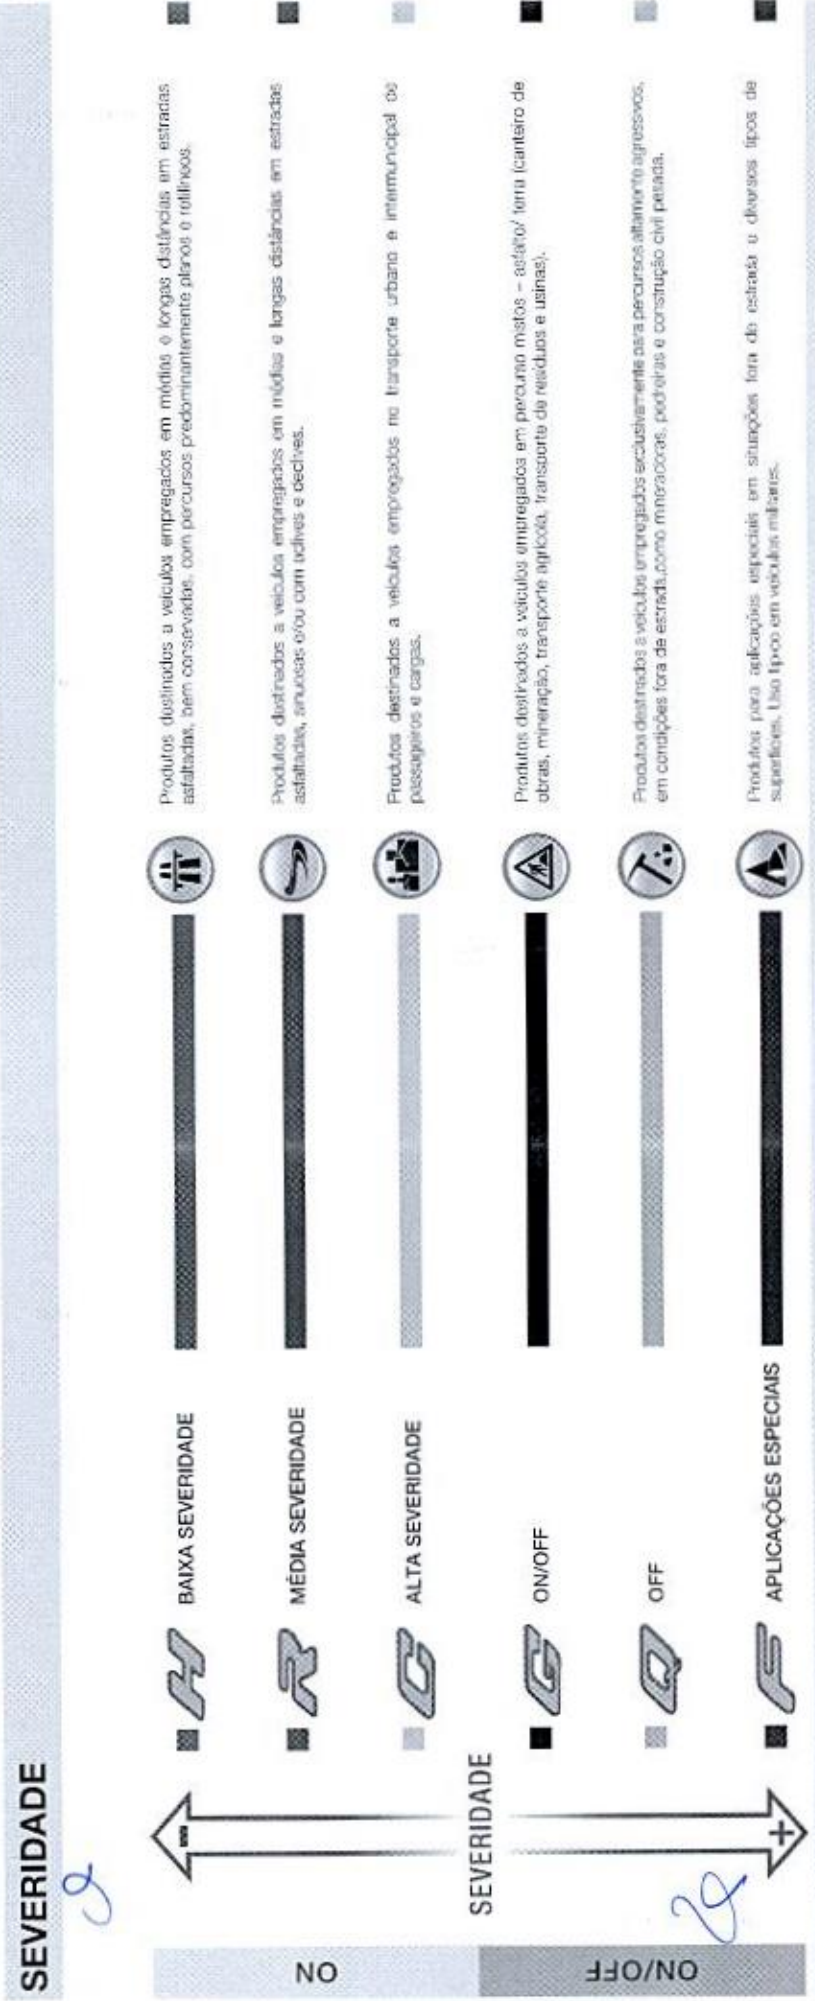 SEVERIDADE
ON
ON/OFF
SEVERIDADE
-
+
H BAIXA SEVERIDADE
Produtos destinados a veículos empregados em médias e longas distâncias em estradas
asfaltadas, bem conservadas, com percursos predominantemente planos e retilíneos.
R MÉDIA SEVERIDADE
Produtos destinados a veículos empregados em médias e longas distâncias em estradas
asfaltadas, sinuosas e/ou com aclives e declives.
C ALTA SEVERIDADE
Produtos destinados a veículos empregados no transporte urbano e intermunicipal de
passageiros e cargas.
G ON/OFF
Produtos destinados a veículos empregados em percurso mistos – asfalto/ terra (canteiro de
obras, mineração, transporte agrícola, transporte de resíduos e usinas).
Q OFF
Produtos destinados a veículos empregados exclusivamente para percursos altamente agressivos,
em condições fora de estrada, como mineradoras, pedreiras e construção civil pesada.
F APLICAÇÕES ESPECIAIS
Produtos para aplicações especiais em situações fora de estrada e diversos tipos de
superfícies. Uso típico em veículos militares.